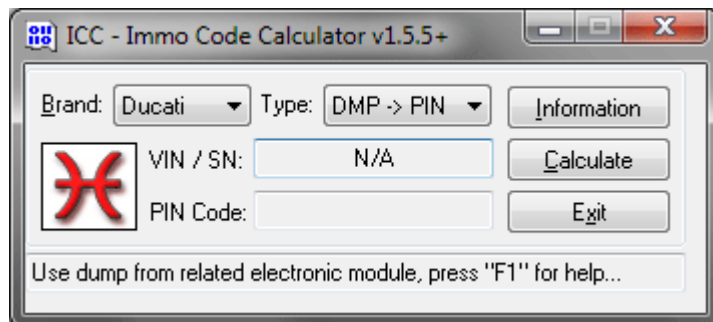 ICC - Immo Code Calculator v1.5.5+
Brand: Ducati Type: DMP -> PIN Information
VIN / SN: N/A Calculate
PIN Code: Exit
Use dump from related electronic module, press "F1" for help...